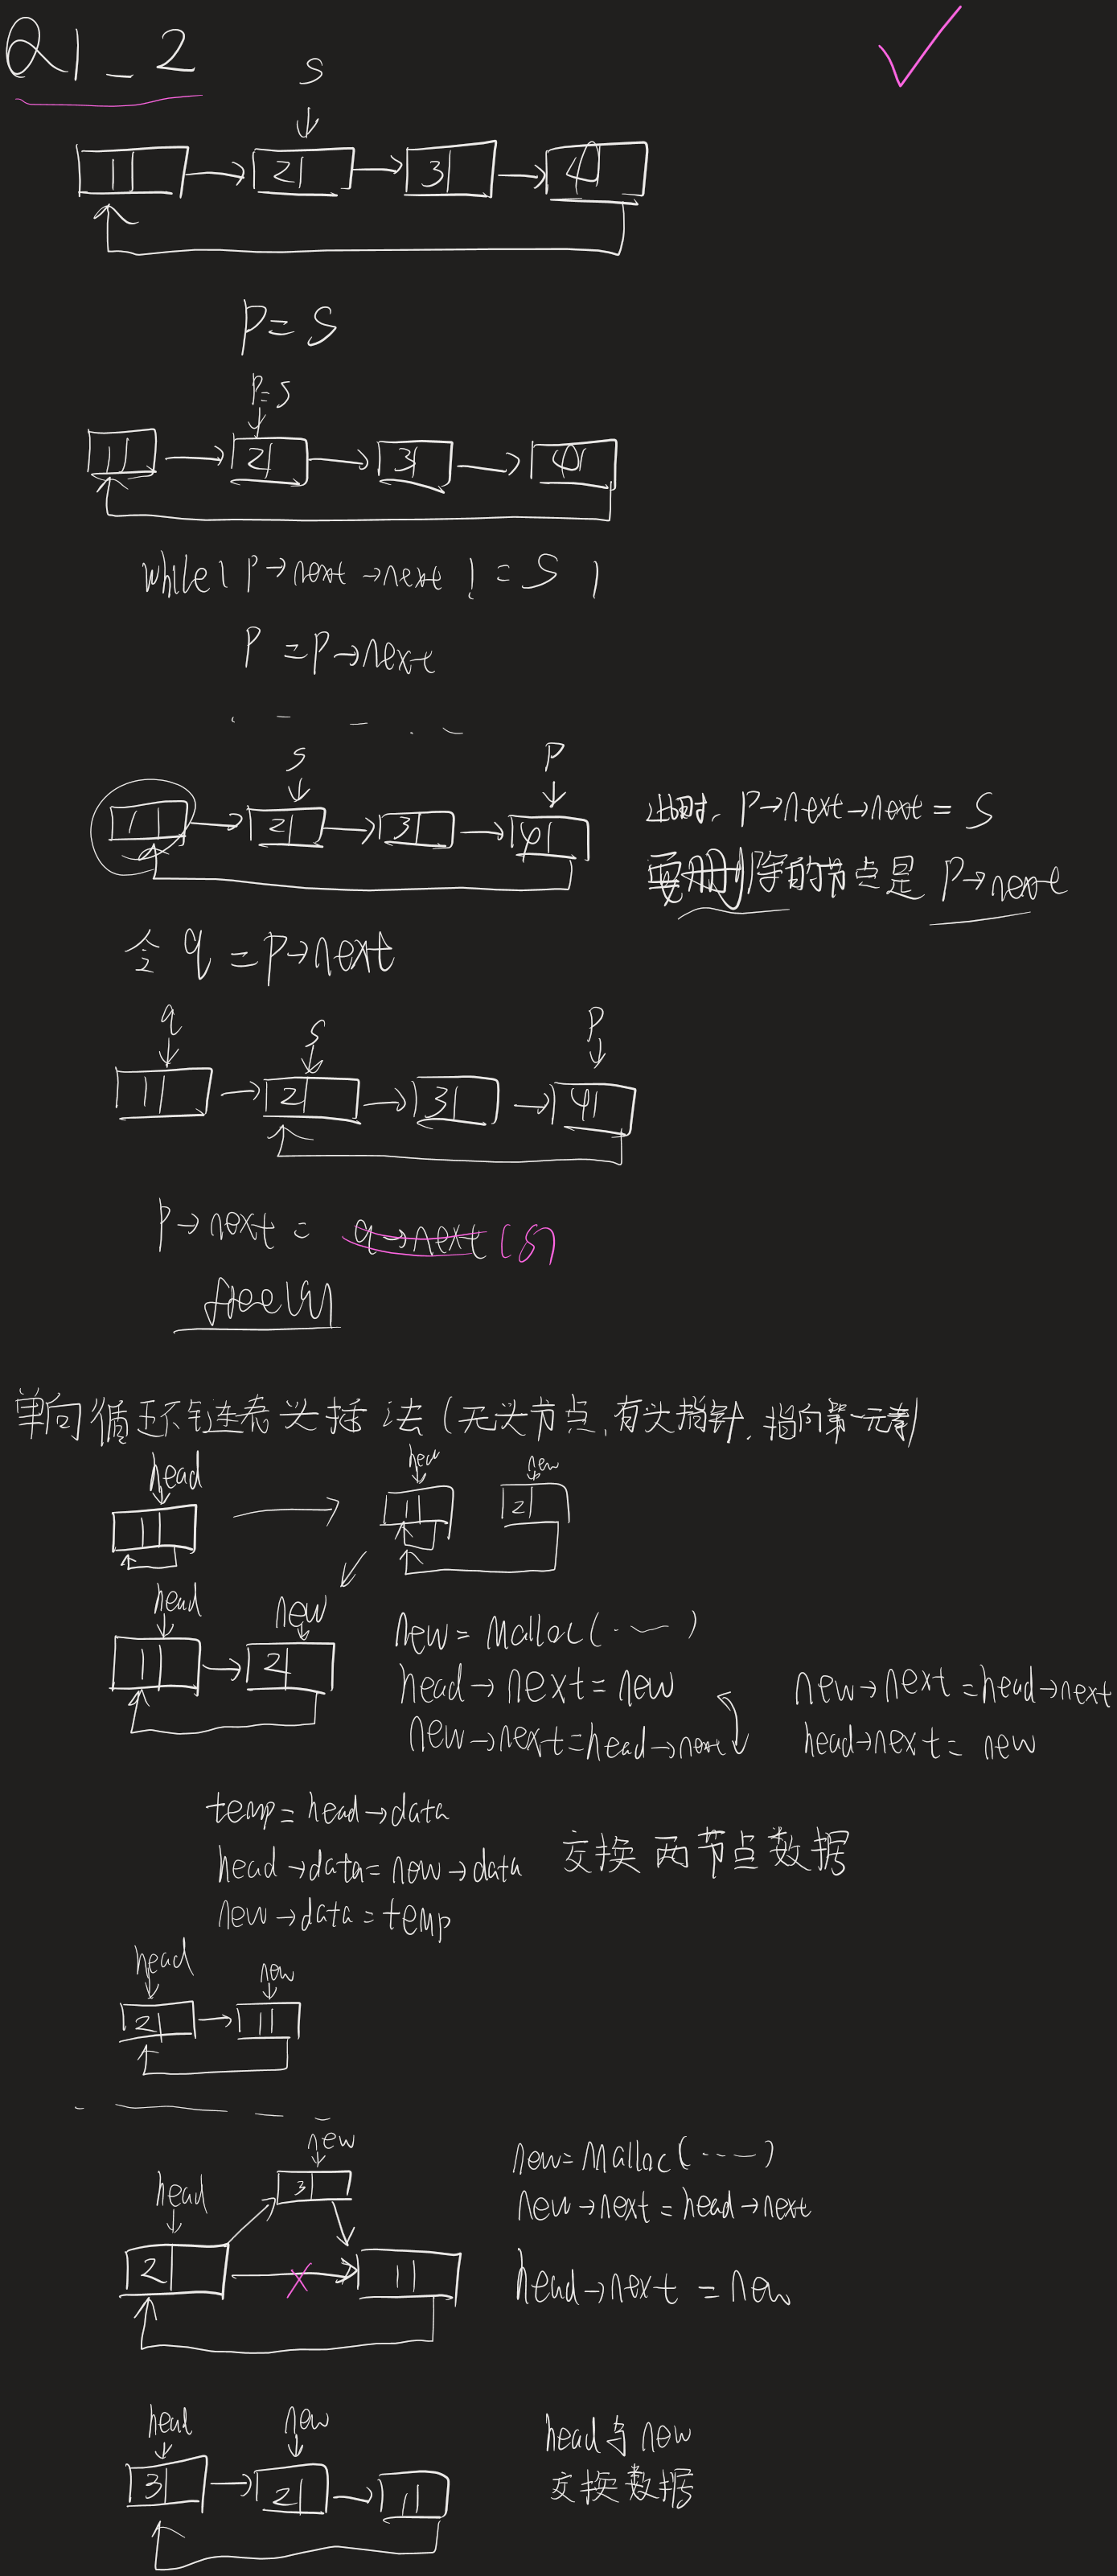 Q1_2
S
1 2 3 4
P=S
P=S
1 2 3 4
while(P→next→next != S)
P=P→next
S P
1 2 3 4
此时, P→next→next = S
要删除的节点是 P→next
令 q=P→next
q S P
1 2 3 4
P→next = q→next (S)
free(q)
单向循环链表头插法(无头节点,有头指针,指向第一元素)
head
1
head new
1 2
head new
1 2
new = Malloc(……)
head→next=new
new→next=head→next
new→next=head→next
head→next=new
temp=head→data
head→data=new→data
new→data=temp
交换两节点数据
head new
2 1
new
3
head
2 1
new=Malloc(……)
new→next=head→next
head→next=new
head new
3 2 1
head与new
交换数据